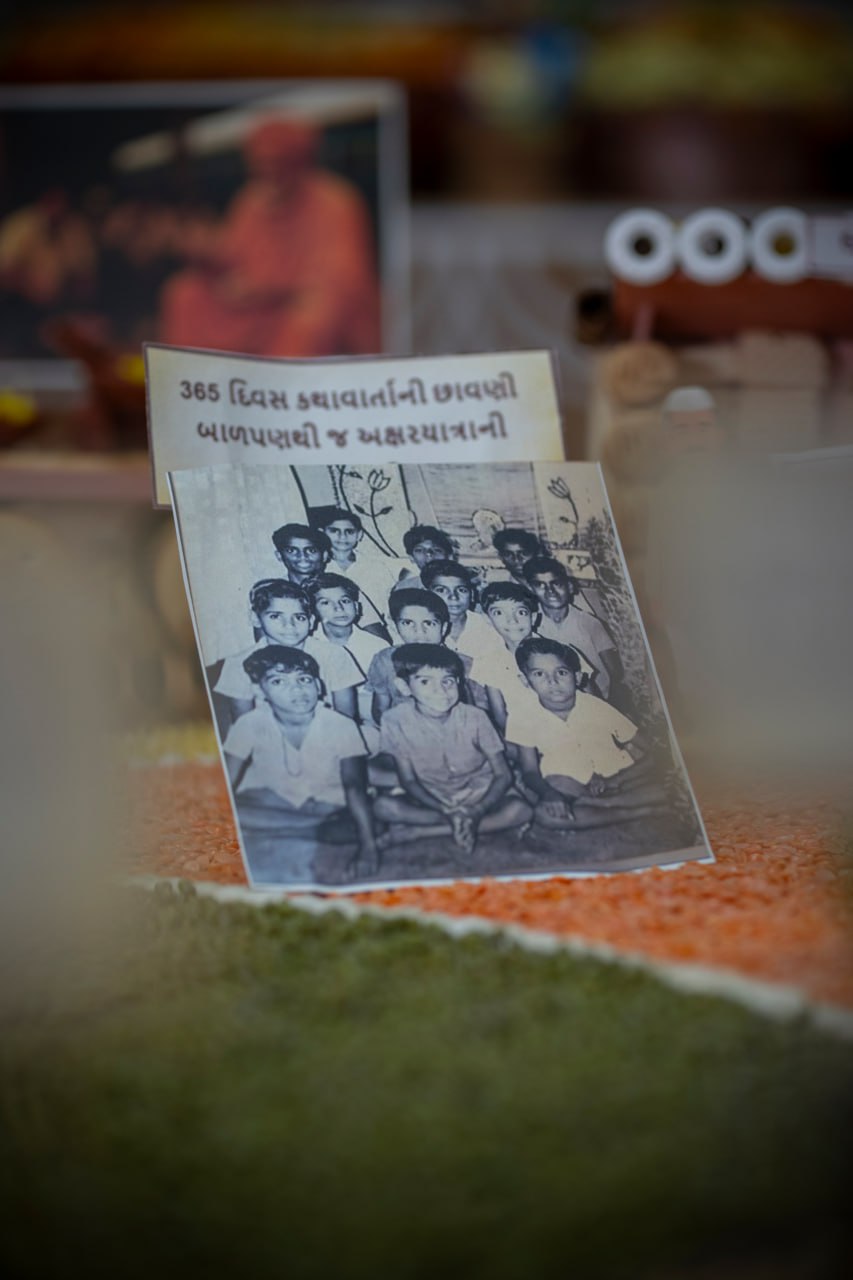 365 દિવસ કથાવાર્તાની છાવણી
બાળપણથી જ અક્ષરયાત્રાની